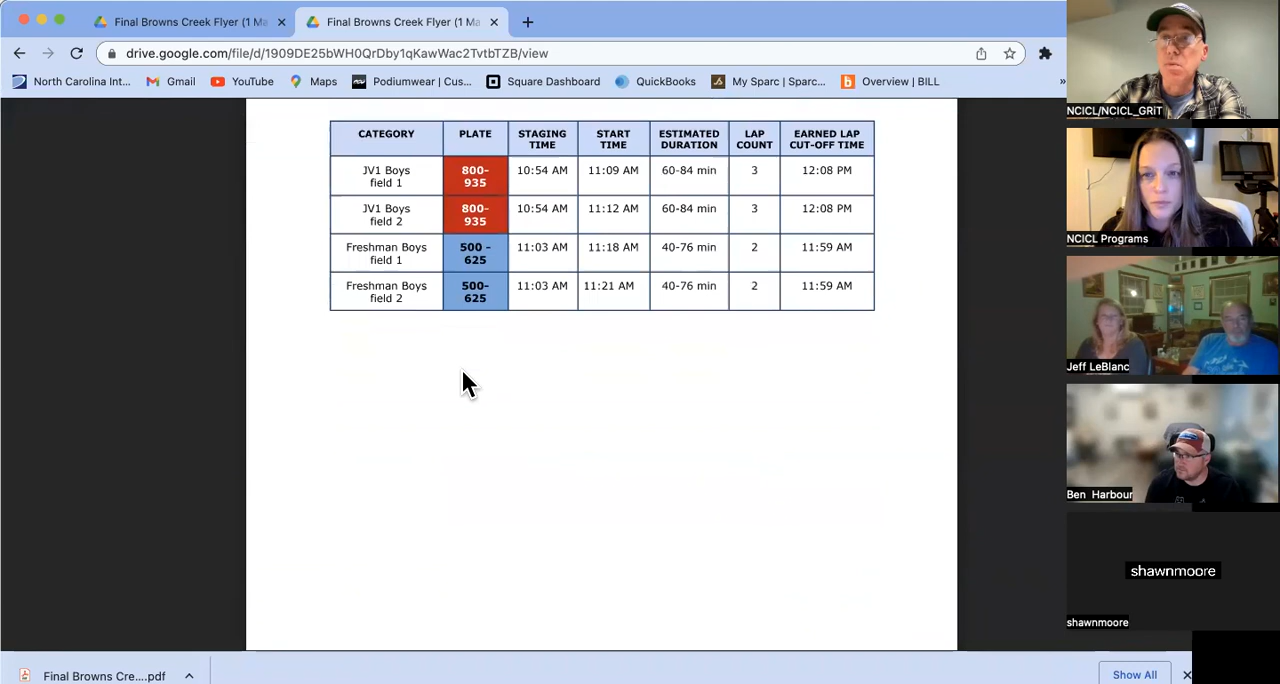 Final Browns Creek Flyer (1 Ma
Final Browns Creek Flyer (1 Ma
drive.google.com/file/d/1909DE25bWH0QrDby1qKawWac2TvtbTZB/view
North Carolina Int... Gmail YouTube Maps Podiumwear | Cus... Square Dashboard QuickBooks My Sparc | Sparc... Overview | BILL »
CATEGORY PLATE STAGING TIME START TIME ESTIMATED DURATION LAP COUNT EARNED LAP CUT-OFF TIME
JV1 Boys field 1 800-935 10:54 AM 11:09 AM 60-84 min 3 12:08 PM
JV1 Boys field 2 800-935 10:54 AM 11:12 AM 60-84 min 3 12:08 PM
Freshman Boys field 1 500 - 625 11:03 AM 11:18 AM 40-76 min 2 11:59 AM
Freshman Boys field 2 500-625 11:03 AM 11:21 AM 40-76 min 2 11:59 AM
Final Browns Cre....pdf
Show All
NCICL/NCICL_GRiT
NCICL Programs
Jeff LeBlanc
Ben Harbour
shawnmoore
shawnmoore